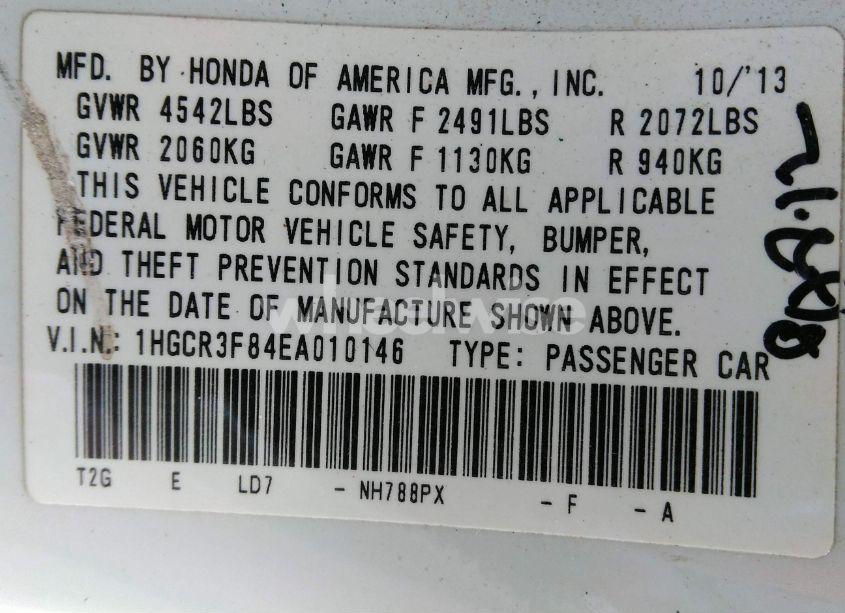 MFD. BY HONDA OF AMERICA MFG., INC. 10/'13
GVWR 4542LBS GAWR F 2491LBS R 2072LBS
GVWR 2060KG GAWR F 1130KG R 940KG
THIS VEHICLE CONFORMS TO ALL APPLICABLE
FEDERAL MOTOR VEHICLE SAFETY, BUMPER,
AND THEFT PREVENTION STANDARDS IN EFFECT
ON THE DATE OF MANUFACTURE SHOWN ABOVE.
V.I.N.: 1HGCR3F84EA010146 TYPE: PASSENGER CAR
T2G E LD7 - NH788PX - F - A